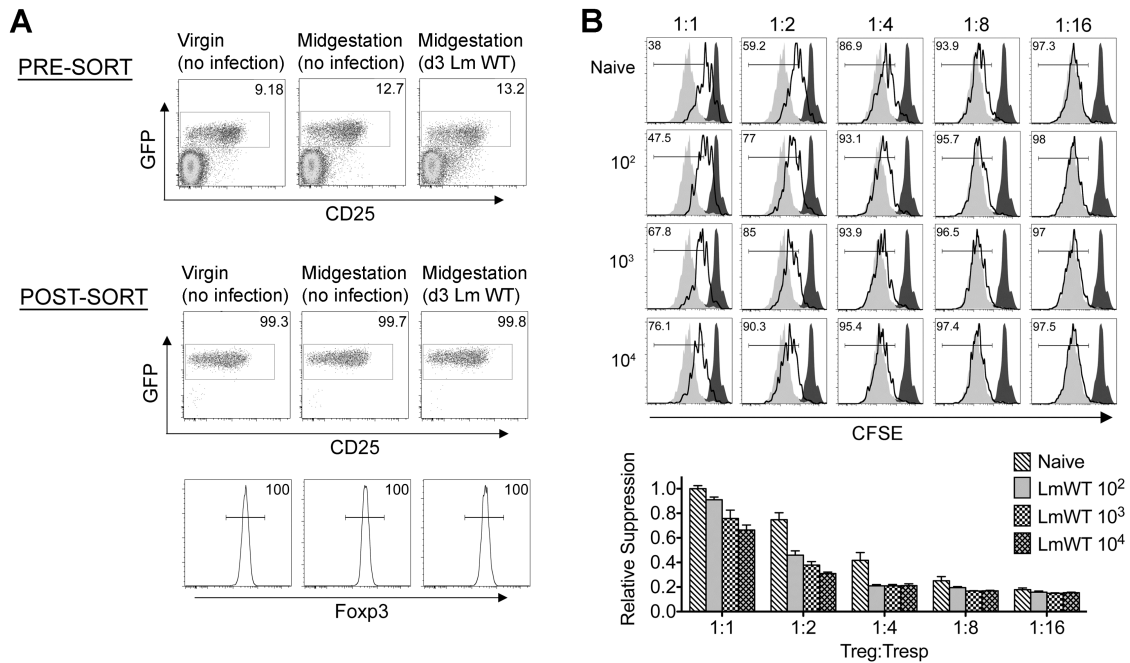 A
PRE-SORT
Virgin
(no infection)
Midgestation
(no infection)
Midgestation
(d3 Lm WT)
9.18
12.7
13.2
GFP
CD25
POST-SORT
Virgin
(no infection)
Midgestation
(no infection)
Midgestation
(d3 Lm WT)
99.3
99.7
99.8
GFP
CD25
100
100
100
Foxp3
B
1:1 1:2 1:4 1:8 1:16
Naive
38 59.2 86.9 93.9 97.3
10²
47.5 77 93.1 95.7 98
10³
67.8 85 93.9 96.5 97
10⁴
76.1 90.3 95.4 97.4 97.5
CFSE
Relative Suppression
1.0
0.8
0.6
0.4
0.2
0.0
1:1 1:2 1:4 1:8 1:16
Treg:Tresp
Naive
LmWT 10²
LmWT 10³
LmWT 10⁴